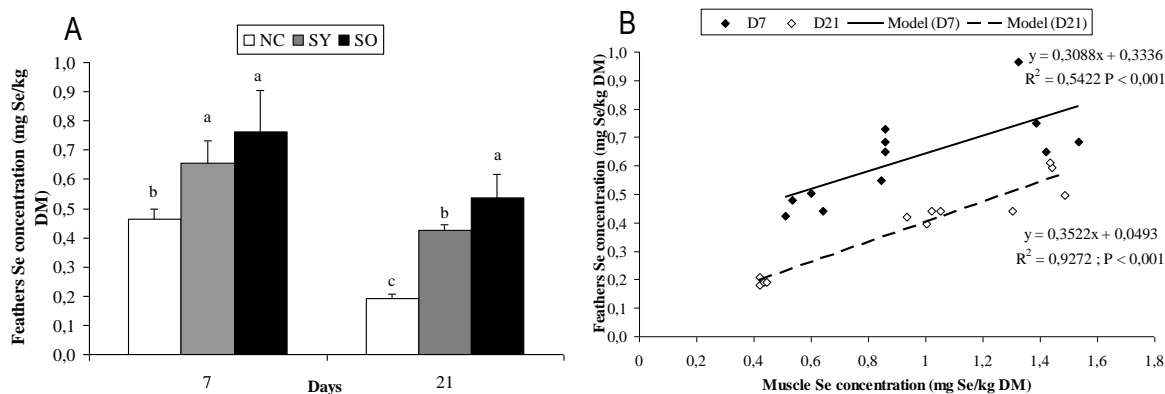 A
NC SY SO
Feathers Se concentration (mg Se/kg
DM)
1,0
0,9
0,8
0,7
0,6
0,5
0,4
0,3
0,2
0,1
0,0
b
a
a
c
b
a
7
Days
21
B
D7 D21 Model (D7) Model (D21)
Feathers Se concentration (mg Se/kg DM)
1,0
0,9
0,8
0,7
0,6
0,5
0,4
0,3
0,2
0,1
0,0
y = 0,3088x + 0,3336
R² = 0,5422 P < 0,001
y = 0,3522x + 0,0493
R² = 0,9272 ; P < 0,001
0 0,2 0,4 0,6 0,8 1 1,2 1,4 1,6 1,8
Muscle Se concentration (mg Se/kg DM)